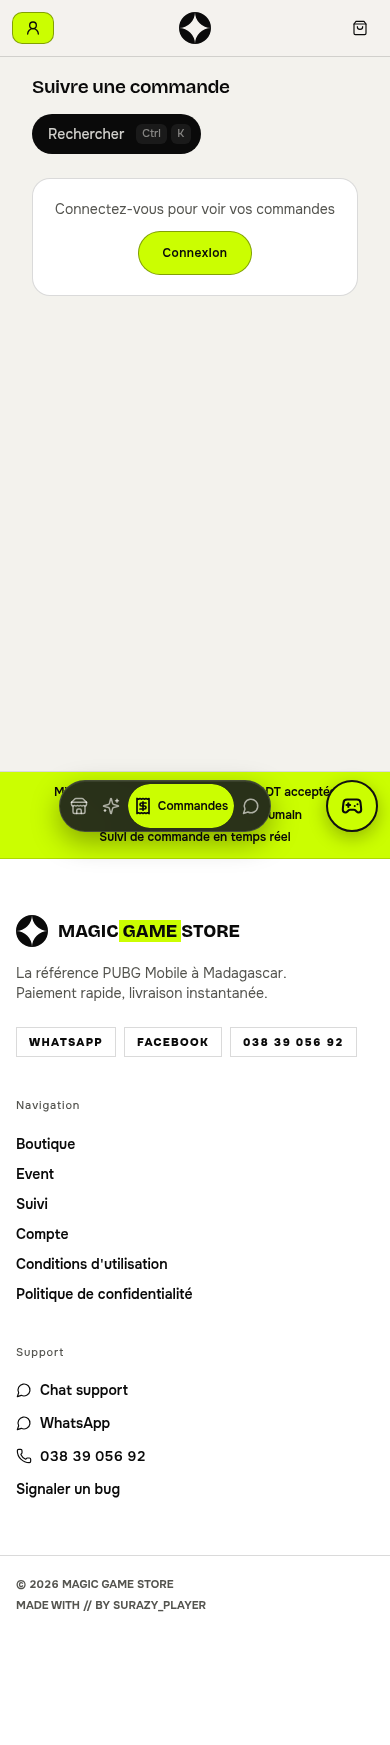 Suivre une commande
Rechercher Ctrl K
Connectez-vous pour voir vos commandes
Connexion
Commandes
Suivi de commande en temps réel
MAGIC GAME STORE
La référence PUBG Mobile à Madagascar.
Paiement rapide, livraison instantanée.
WHATSAPP FACEBOOK 038 39 056 92
Navigation
Boutique
Event
Suivi
Compte
Conditions d'utilisation
Politique de confidentialité
Support
Chat support
WhatsApp
038 39 056 92
Signaler un bug
© 2026 MAGIC GAME STORE
MADE WITH // BY SURAZY_PLAYER